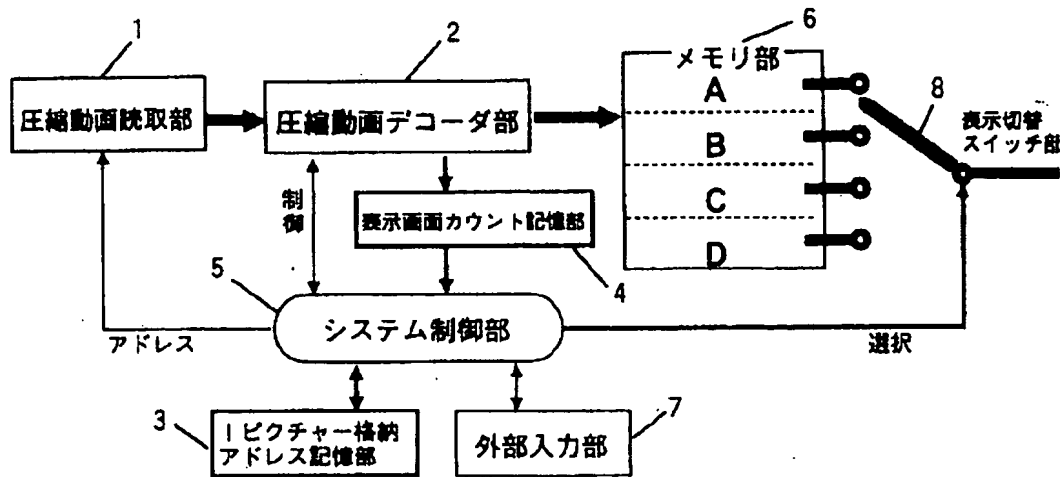 1
2
6
メモリ部
圧縮動画読取部
圧縮動画デコーダ部
A
B
C
D
8
表示切替
スイッチ部
制御
表示画面カウント記憶部
4
5
システム制御部
アドレス
選択
3
Iピクチャー格納
アドレス記憶部
外部入力部
7